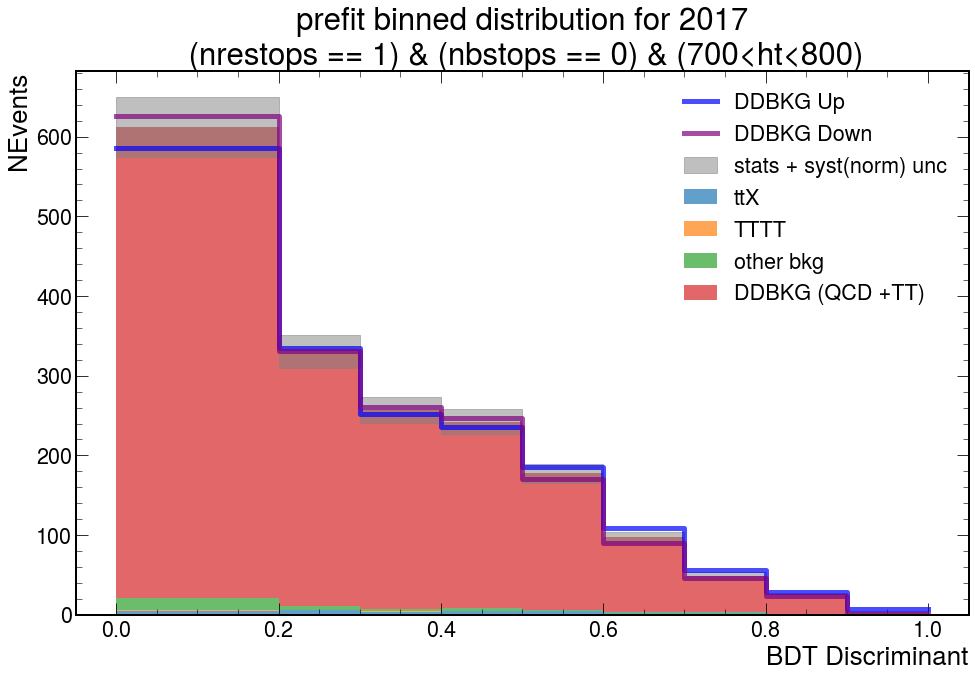 prefit binned distribution for 2017
(nrestops == 1) & (nbstops == 0) & (700<ht<800)
NEvents
600
500
400
300
200
100
0
DDBKG Up
DDBKG Down
stats + syst(norm) unc
ttX
TTTT
other bkg
DDBKG (QCD +TT)
0.0
0.2
0.4
0.6
0.8
1.0
BDT Discriminant